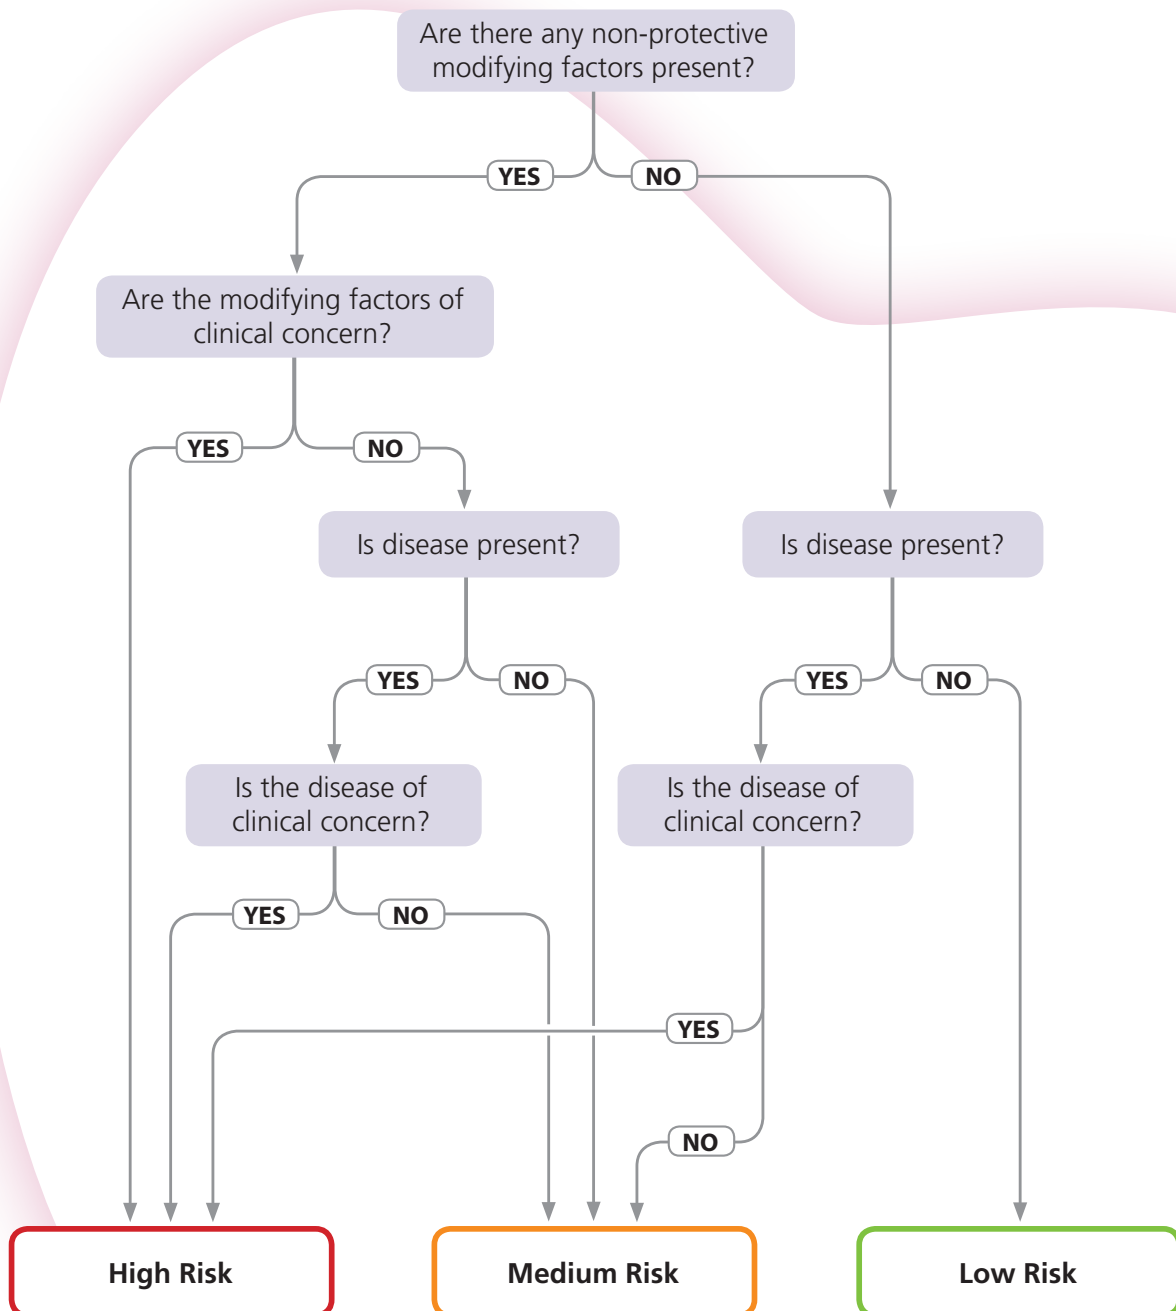 Are there any non-protective
modifying factors present?
YES
NO
Are the modifying factors of
clinical concern?
YES
NO
Is disease present?
Is disease present?
YES
NO
YES
NO
Is the disease of
clinical concern?
Is the disease of
clinical concern?
YES
NO
YES
NO
High Risk
Medium Risk
Low Risk